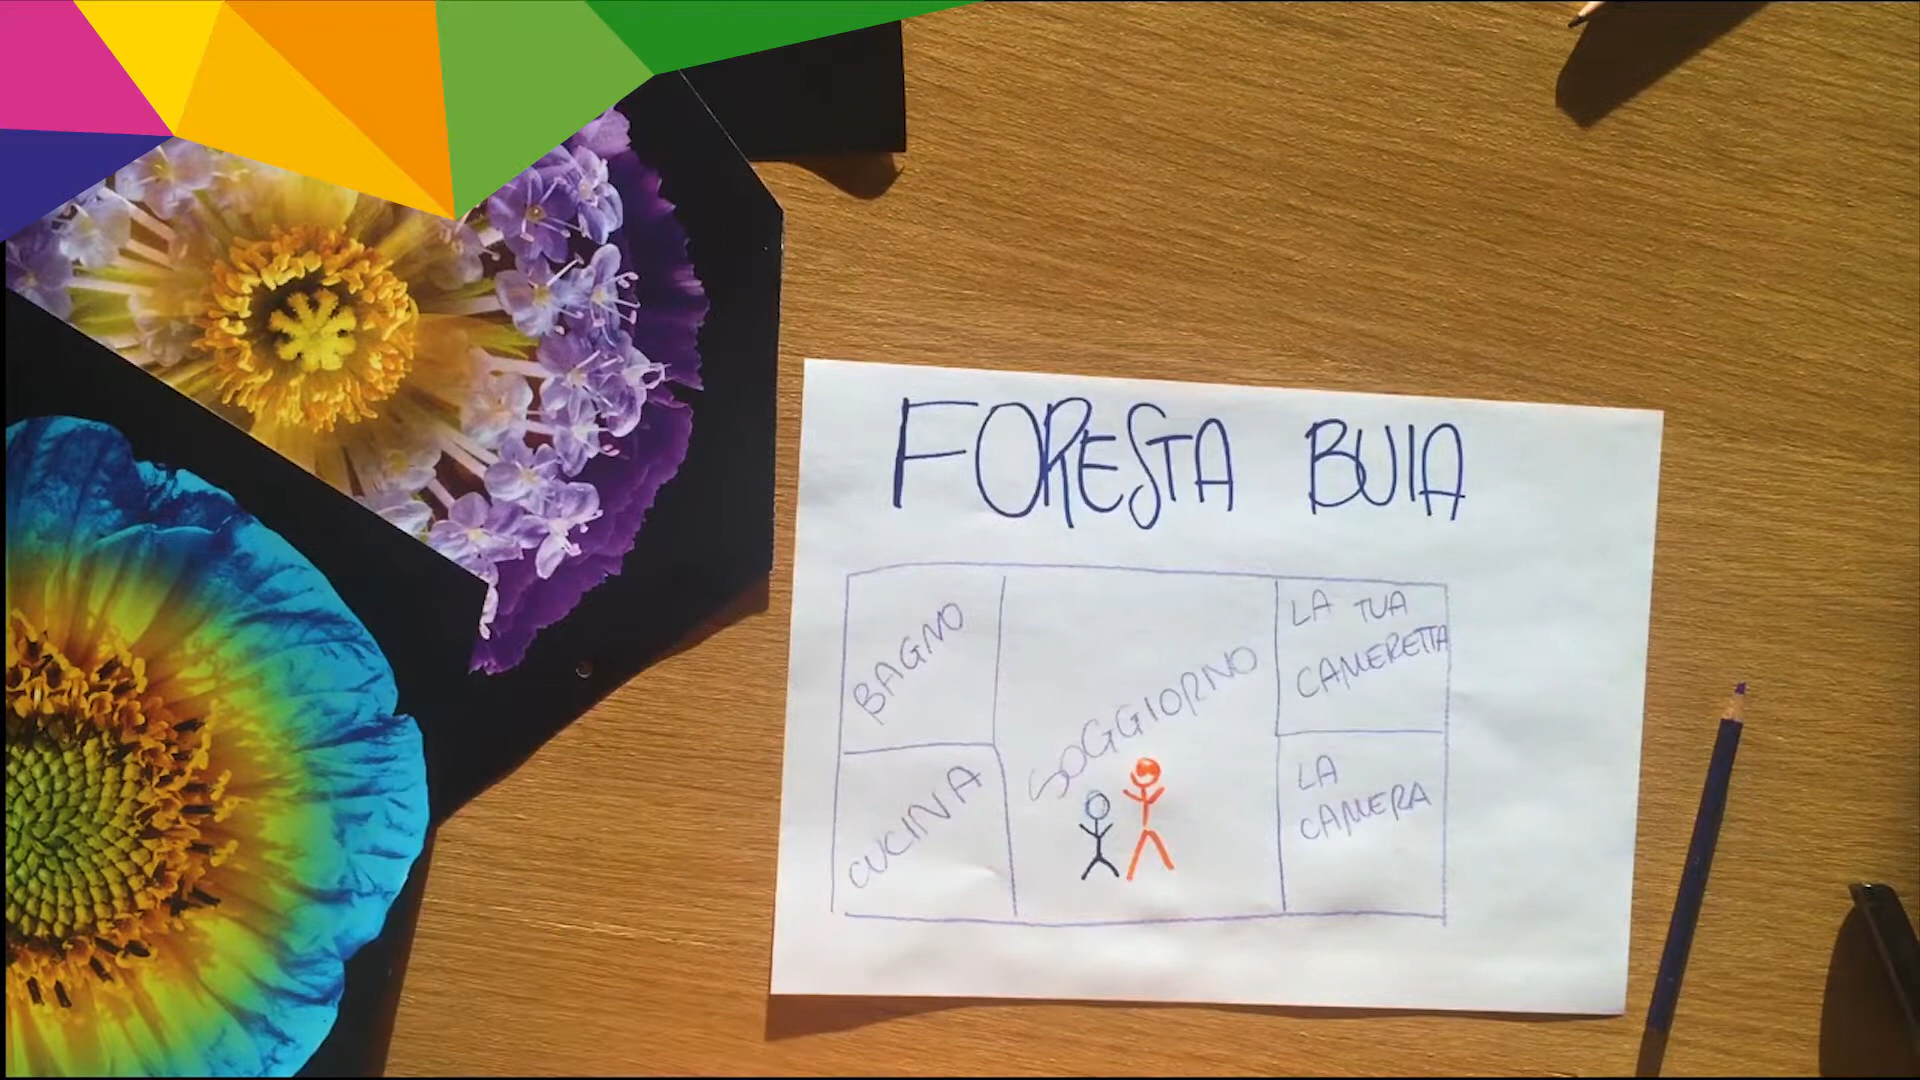 FORESTA BUIA
BAGNO
SOGGIORNO
LA TUA
CAMERETTA
CUCINA
LA
CAMERA